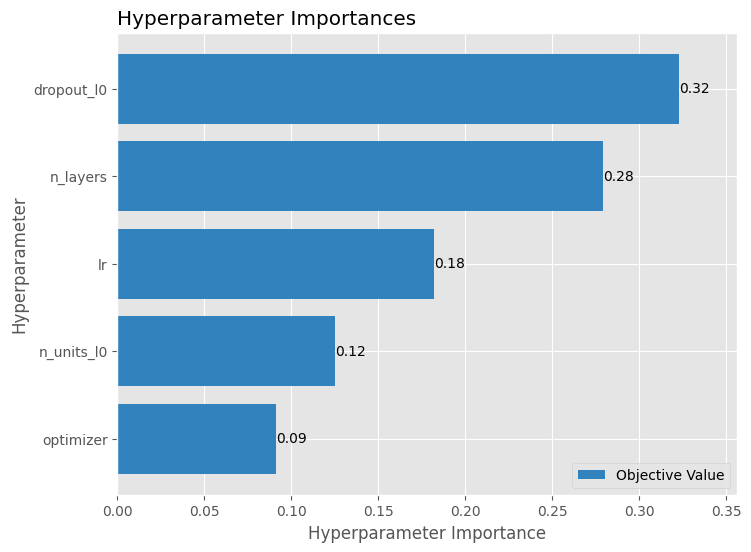 Hyperparameter Importances
Hyperparameter
dropout_l0
0.32
n_layers
0.28
lr
0.18
n_units_l0
0.12
optimizer
0.09
Objective Value
0.00 0.05 0.10 0.15 0.20 0.25 0.30 0.35
Hyperparameter Importance